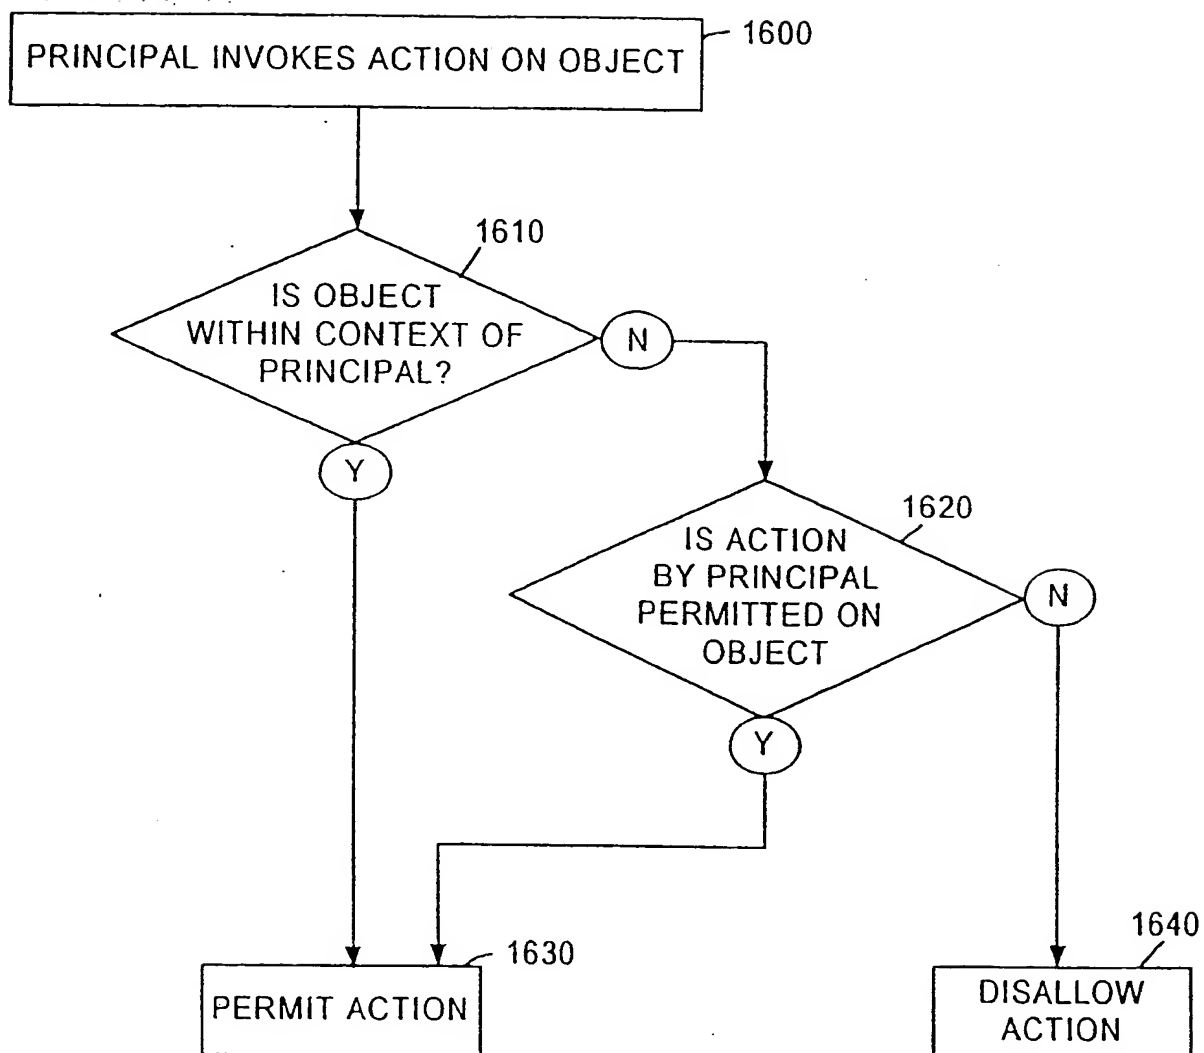 PRINCIPAL INVOKES ACTION ON OBJECT
1600
1610
IS OBJECT
WITHIN CONTEXT OF
PRINCIPAL?
N
Y
1620
IS ACTION
BY PRINCIPAL
PERMITTED ON
OBJECT
N
Y
1630
PERMIT ACTION
1640
DISALLOW
ACTION